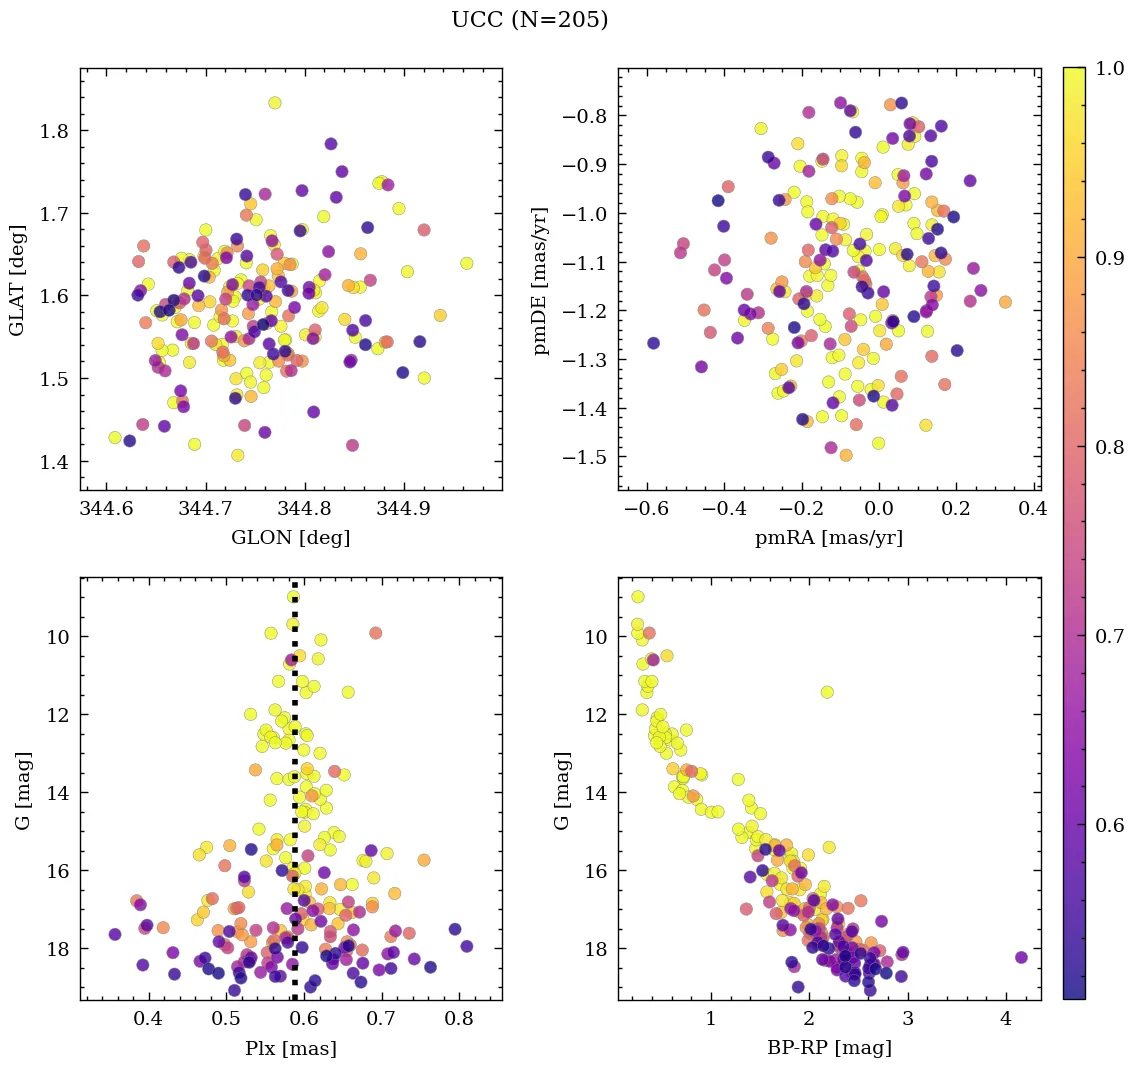 UCC (N=205)
1.8
1.7
1.6
1.5
1.4
GLAT [deg]
344.6 344.7 344.8 344.9
GLON [deg]
−0.8
−0.9
−1.0
−1.1
−1.2
−1.3
−1.4
−1.5
pmDE [mas/yr]
−0.6 −0.4 −0.2 0.0 0.2 0.4
pmRA [mas/yr]
10
12
14
16
18
G [mag]
0.4 0.5 0.6 0.7 0.8
Plx [mas]
10
12
14
16
18
G [mag]
1 2 3 4
BP-RP [mag]
1.0
0.9
0.8
0.7
0.6